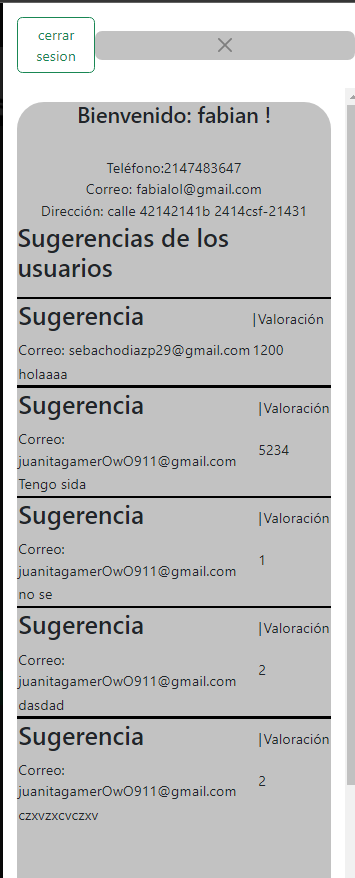 cerrar
sesion
Bienvenido: fabian !
Teléfono:2147483647
Correo: fabialol@gmail.com
Dirección: calle 42142141b 2414csf-21431
Sugerencias de los
usuarios
Sugerencia |Valoración
Correo: sebachodiazp29@gmail.com 1200
holaaaa
Sugerencia |Valoración
Correo:
juanitagamerOwO911@gmail.com 5234
Tengo sida
Sugerencia |Valoración
Correo:
juanitagamerOwO911@gmail.com 1
no se
Sugerencia |Valoración
Correo:
juanitagamerOwO911@gmail.com 2
dasdad
Sugerencia |Valoración
Correo:
juanitagamerOwO911@gmail.com 2
czxvzxcvczxv